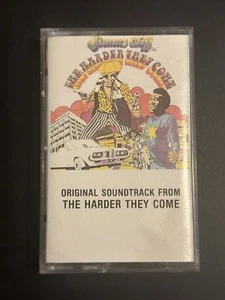 Jimmy Cliff
THE HARDER THEY COME
ORIGINAL SOUNDTRACK FROM
THE HARDER THEY COME